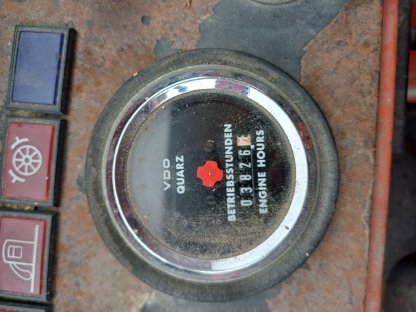 VDO
QUARZ
BETRIEBSSTUNDEN
03826
ENGINE HOURS